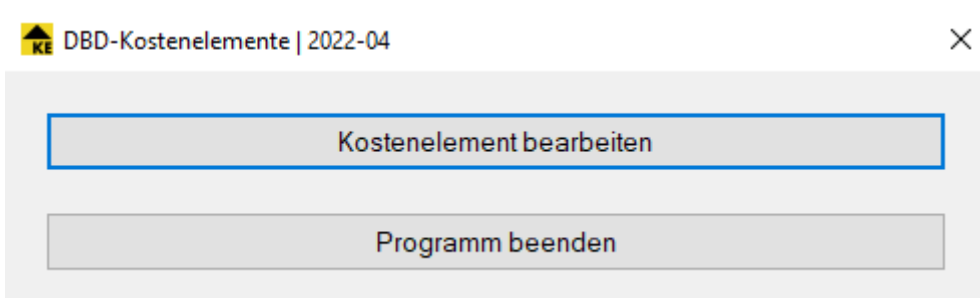 KE DBD-Kostenelemente | 2022-04
Kostenelement bearbeiten
Programm beenden